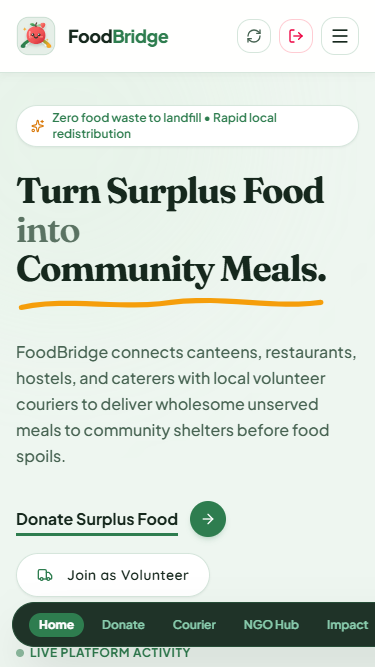 FoodBridge
Zero food waste to landfill • Rapid local
redistribution
Turn Surplus Food
into
Community Meals.
FoodBridge connects canteens, restaurants,
hostels, and caterers with local volunteer
couriers to deliver wholesome unserved
meals to community shelters before food
spoils.
Donate Surplus Food
Join as Volunteer
Home Donate Courier NGO Hub Impact
LIVE PLATFORM ACTIVITY